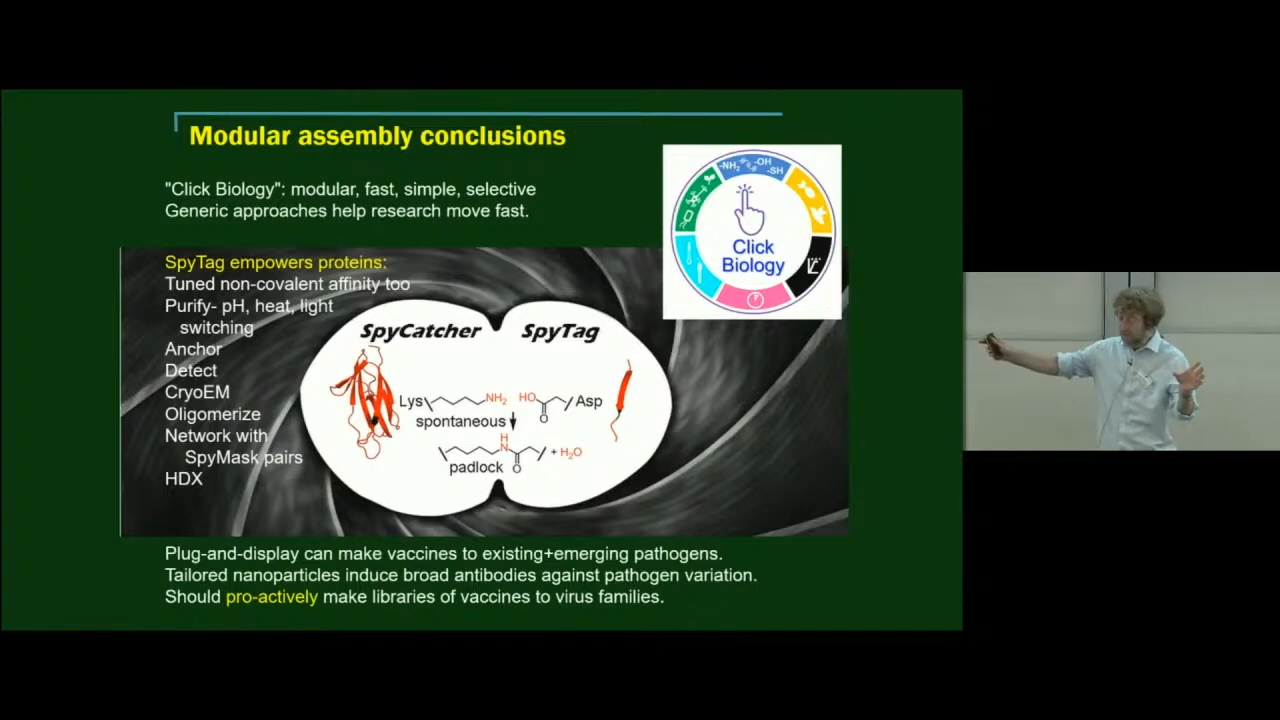 Modular assembly conclusions
"Click Biology": modular, fast, simple, selective
Generic approaches help research move fast.
-NH2
-OH
-SH
Click
Biology
SpyTag empowers proteins:
Tuned non-covalent affinity too
Purify- pH, heat, light
switching
Anchor
Detect
CryoEM
Oligomerize
Network with
SpyMask pairs
HDX
SpyCatcher SpyTag
Lys NH2 HO O Asp
spontaneous
H
N O + H2O
padlock
Plug-and-display can make vaccines to existing+emerging pathogens.
Tailored nanoparticles induce broad antibodies against pathogen variation.
Should pro-actively make libraries of vaccines to virus families.